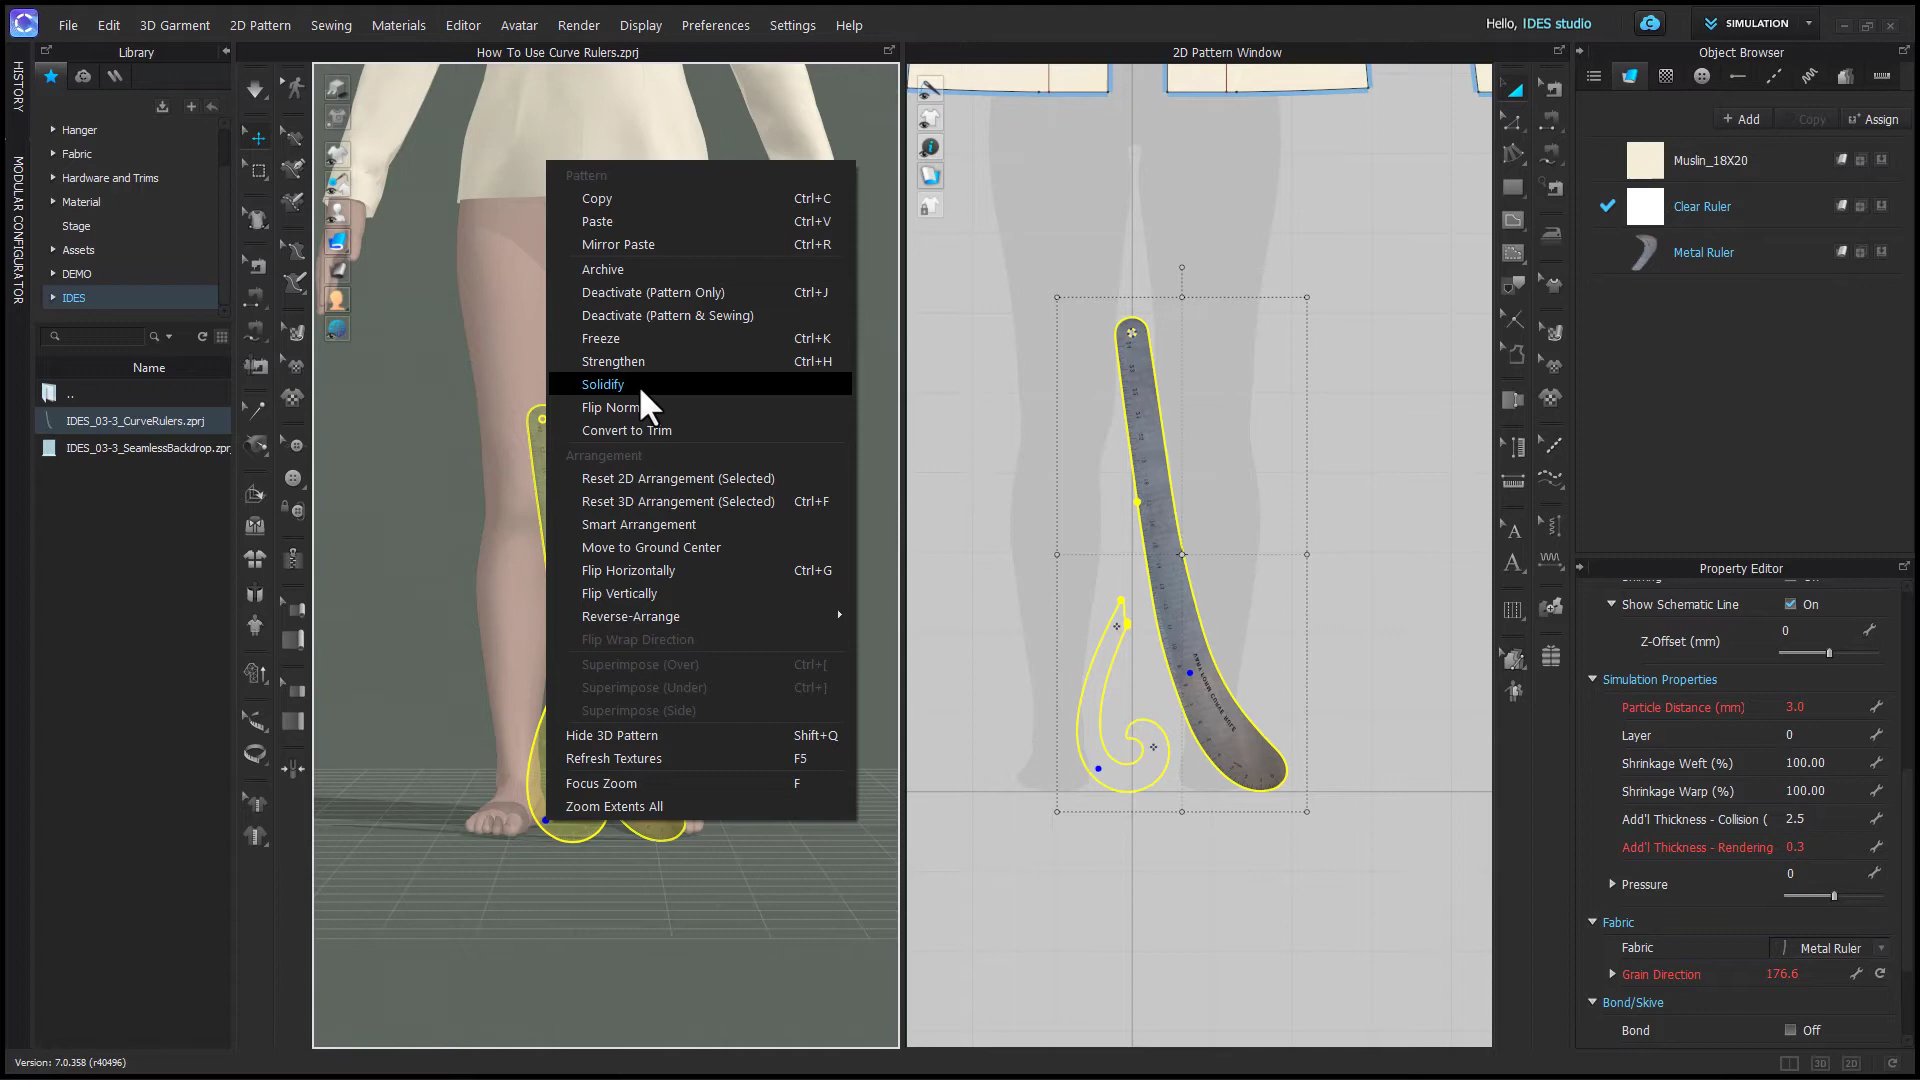 File Edit 3D Garment 2D Pattern Sewing Materials Editor Avatar Render Display Preferences Settings Help
Hello, IDES studio
SIMULATION
Library
How To Use Curve Rulers.zprj
2D Pattern Window
Object Browser
HISTORY
MODULAR CONFIGURATOR
Hanger
Fabric
Hardware and Trims
Material
Stage
Assets
DEMO
IDES
Name
..
IDES_03-3_CurveRulers.zprj
IDES_03-3_SeamlessBackdrop.zpr
Pattern
Copy Ctrl+C
Paste Ctrl+V
Mirror Paste Ctrl+R
Archive
Deactivate (Pattern Only) Ctrl+J
Deactivate (Pattern & Sewing)
Freeze Ctrl+K
Strengthen Ctrl+H
Solidify
Flip Norm
Convert to Trim
Arrangement
Reset 2D Arrangement (Selected)
Reset 3D Arrangement (Selected) Ctrl+F
Smart Arrangement
Move to Ground Center
Flip Horizontally Ctrl+G
Flip Vertically
Reverse-Arrange
Flip Wrap Direction
Superimpose (Over) Ctrl+[
Superimpose (Under) Ctrl+]
Superimpose (Side)
Hide 3D Pattern Shift+Q
Refresh Textures F5
Focus Zoom F
Zoom Extents All
+ Add Copy Assign
Muslin_18X20
Clear Ruler
Metal Ruler
Property Editor
Show Schematic Line On
Z-Offset (mm) 0
Simulation Properties
Particle Distance (mm) 3.0
Layer 0
Shrinkage Weft (%) 100.00
Shrinkage Warp (%) 100.00
Add'l Thickness - Collision ( 2.5
Add'l Thickness - Rendering 0.3
Pressure 0
Fabric
Fabric Metal Ruler
Grain Direction 176.6
Bond/Skive
Bond Off
Version: 7.0.358 (r40496)
3D 2D